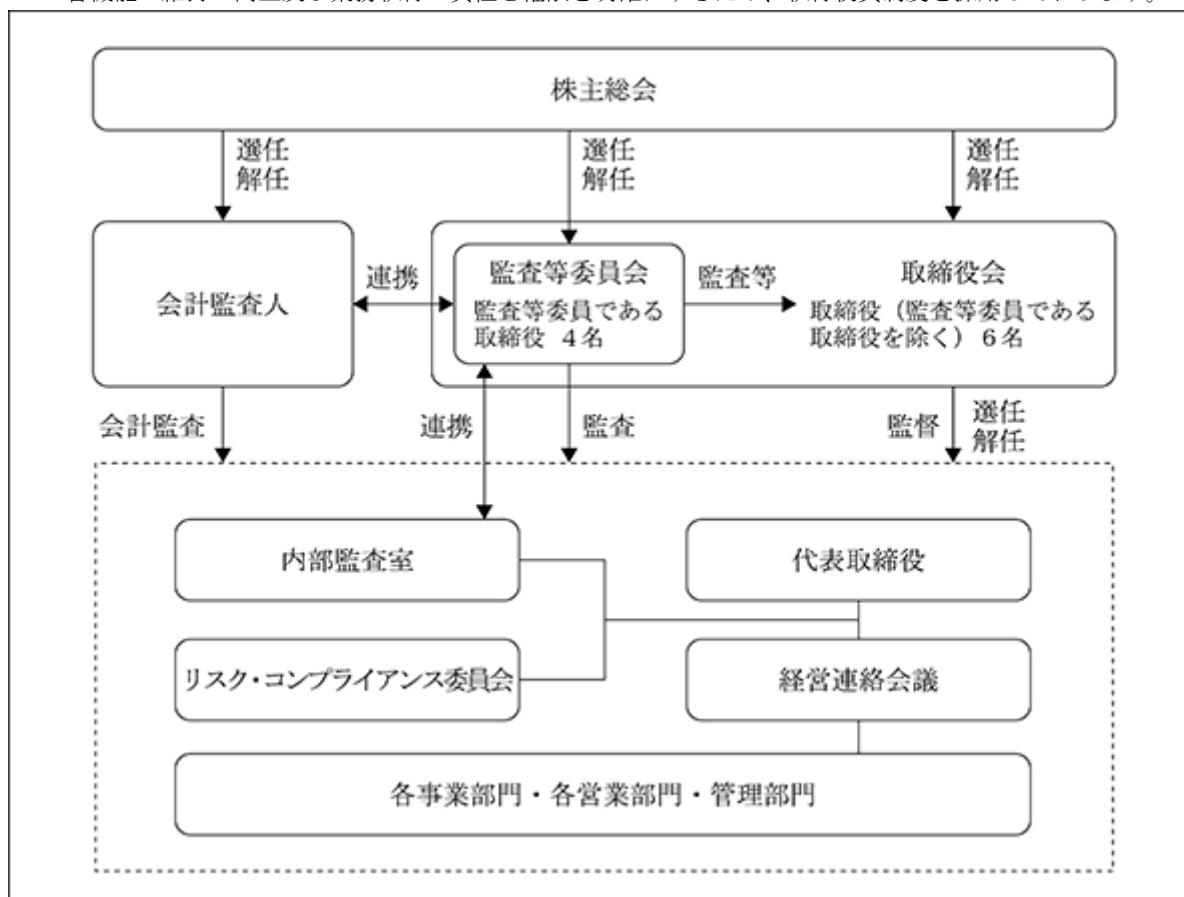 株主総会
選任
解任
選任
解任
選任
解任
会計監査人
連携
監査等委員会
監査等委員である
取締役 4名
監査等
取締役会
取締役（監査等委員である
取締役を除く）6名
会計監査
連携
監査
監督
選任
解任
内部監査室
代表取締役
リスク・コンプライアンス委員会
経営連絡会議
各事業部門・各営業部門・管理部門